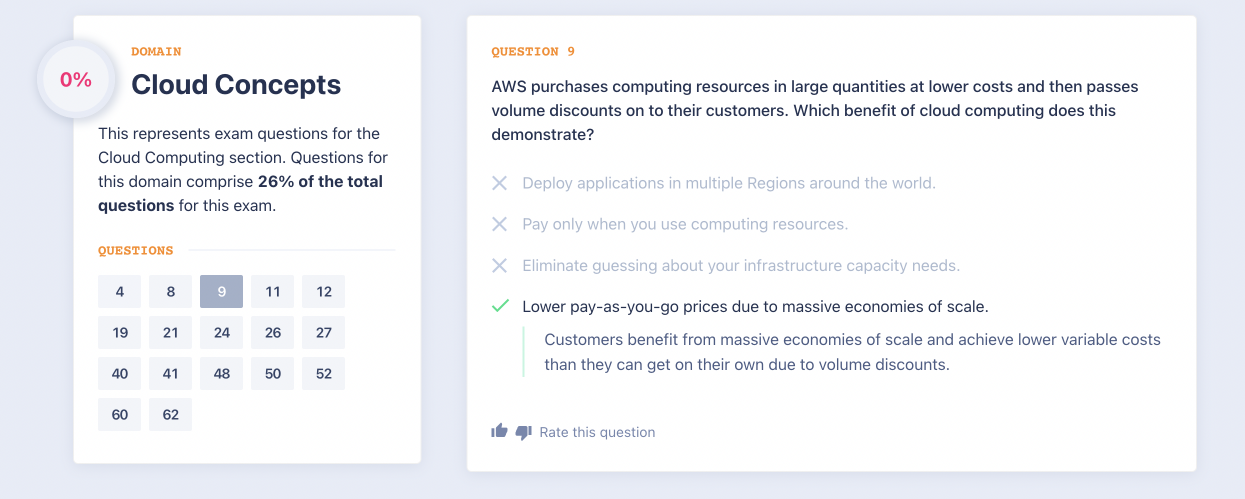 0%
DOMAIN
Cloud Concepts
This represents exam questions for the
Cloud Computing section. Questions for
this domain comprise 26% of the total
questions for this exam.
QUESTIONS
4 8 9 11 12
19 21 24 26 27
40 41 48 50 52
60 62
QUESTION 9
AWS purchases computing resources in large quantities at lower costs and then passes
volume discounts on to their customers. Which benefit of cloud computing does this
demonstrate?
Deploy applications in multiple Regions around the world.
Pay only when you use computing resources.
Eliminate guessing about your infrastructure capacity needs.
Lower pay-as-you-go prices due to massive economies of scale.
Customers benefit from massive economies of scale and achieve lower variable costs
than they can get on their own due to volume discounts.
Rate this question